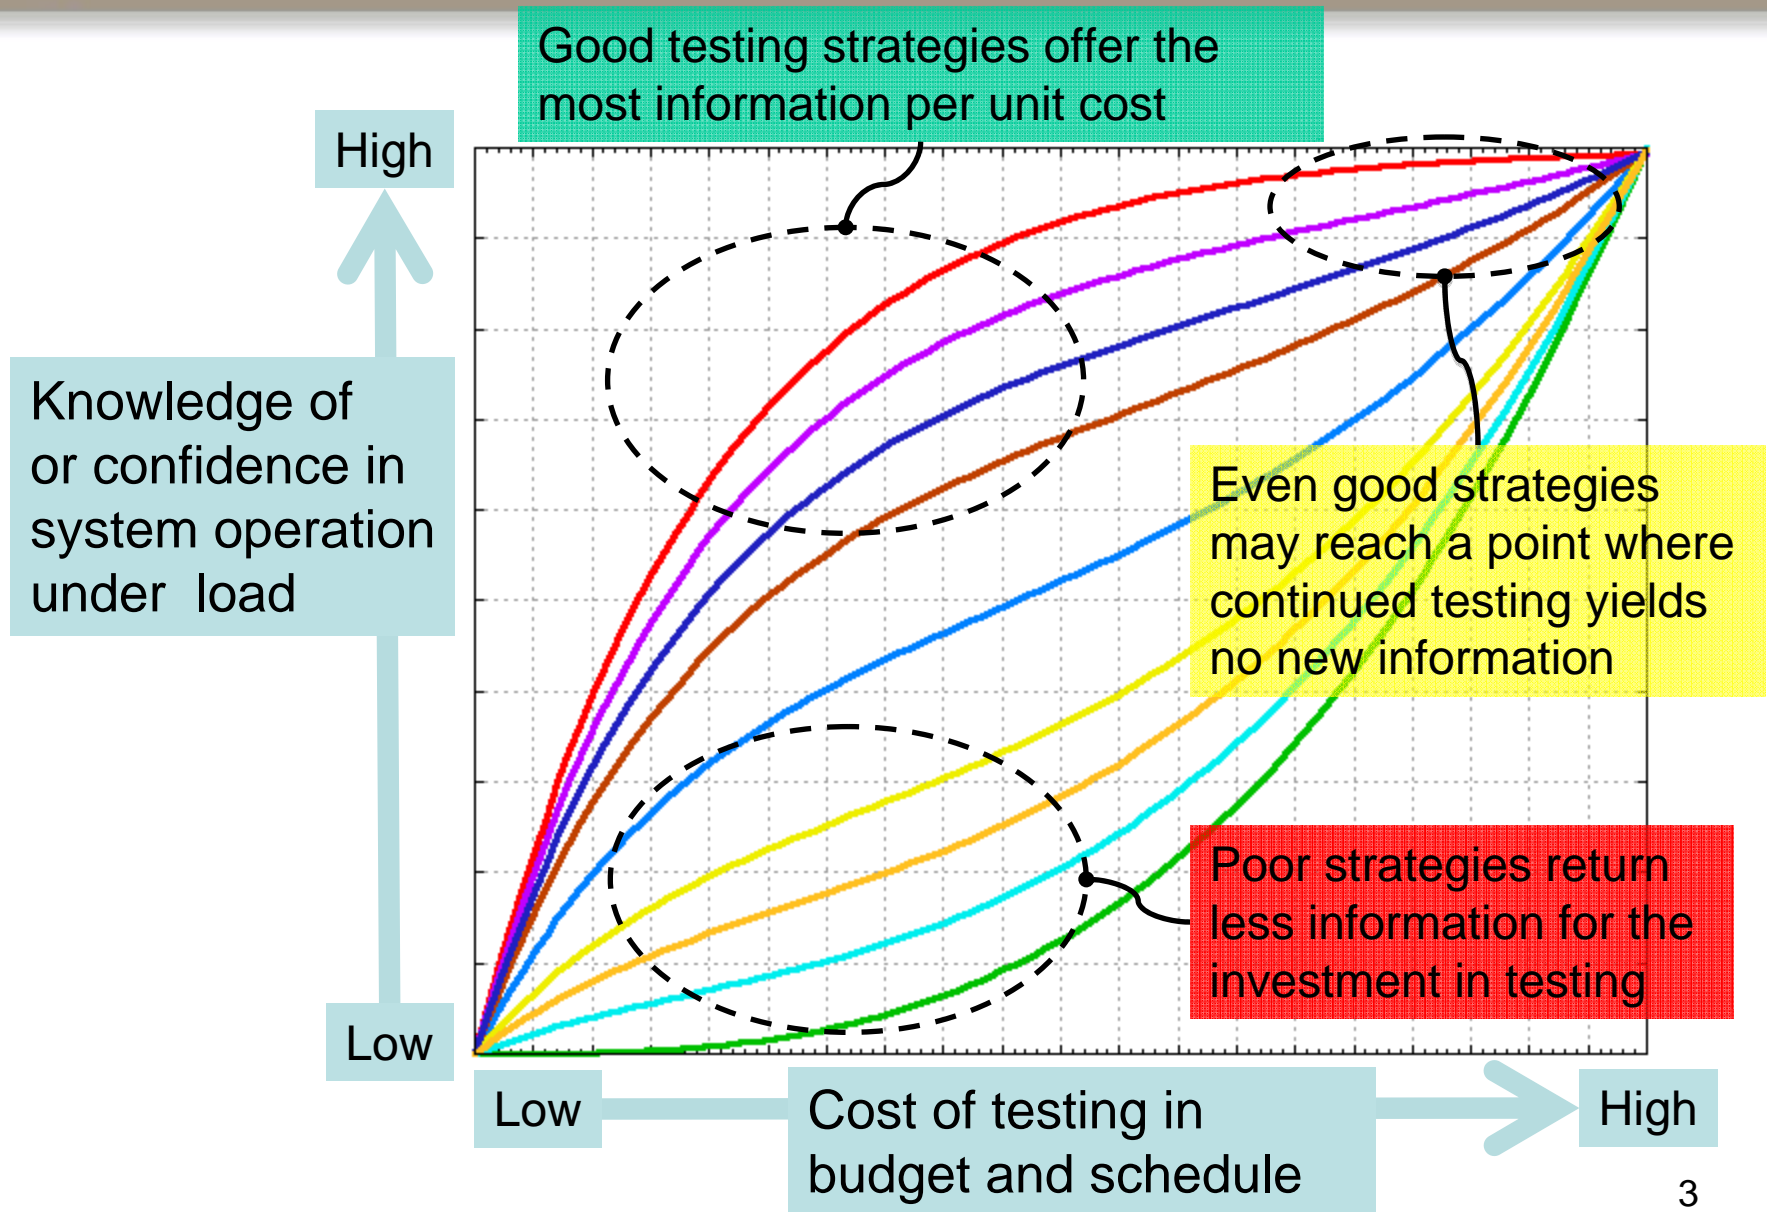 Good testing strategies offer the
most information per unit cost
High
Knowledge of
or confidence in
system operation
under load
Even good strategies
may reach a point where
continued testing yields
no new information
Poor strategies return
less information for the
investment in testing
Low
Low
Cost of testing in
budget and schedule
High
3